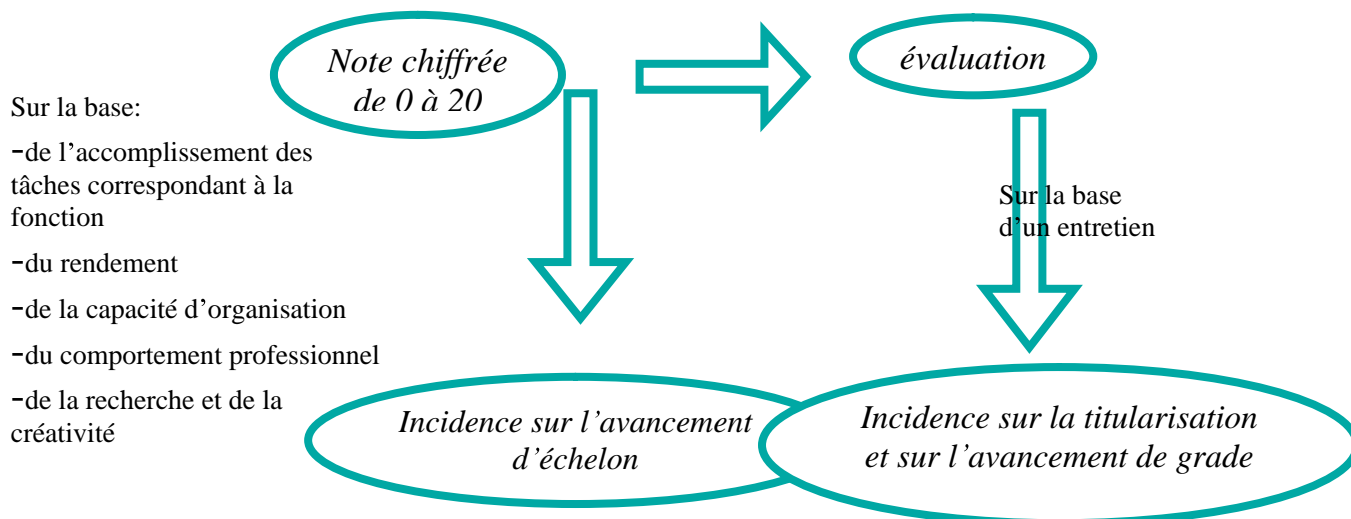 Note chiffrée
de 0 à 20
évaluation
Sur la base:
-de l’accomplissement des
tâches correspondant à la
fonction
-du rendement
-de la capacité d’organisation
-du comportement professionnel
-de la recherche et de la
créativité
Sur la base
d’un entretien
Incidence sur l’avancement
d’échelon
Incidence sur la titularisation
et sur l’avancement de grade